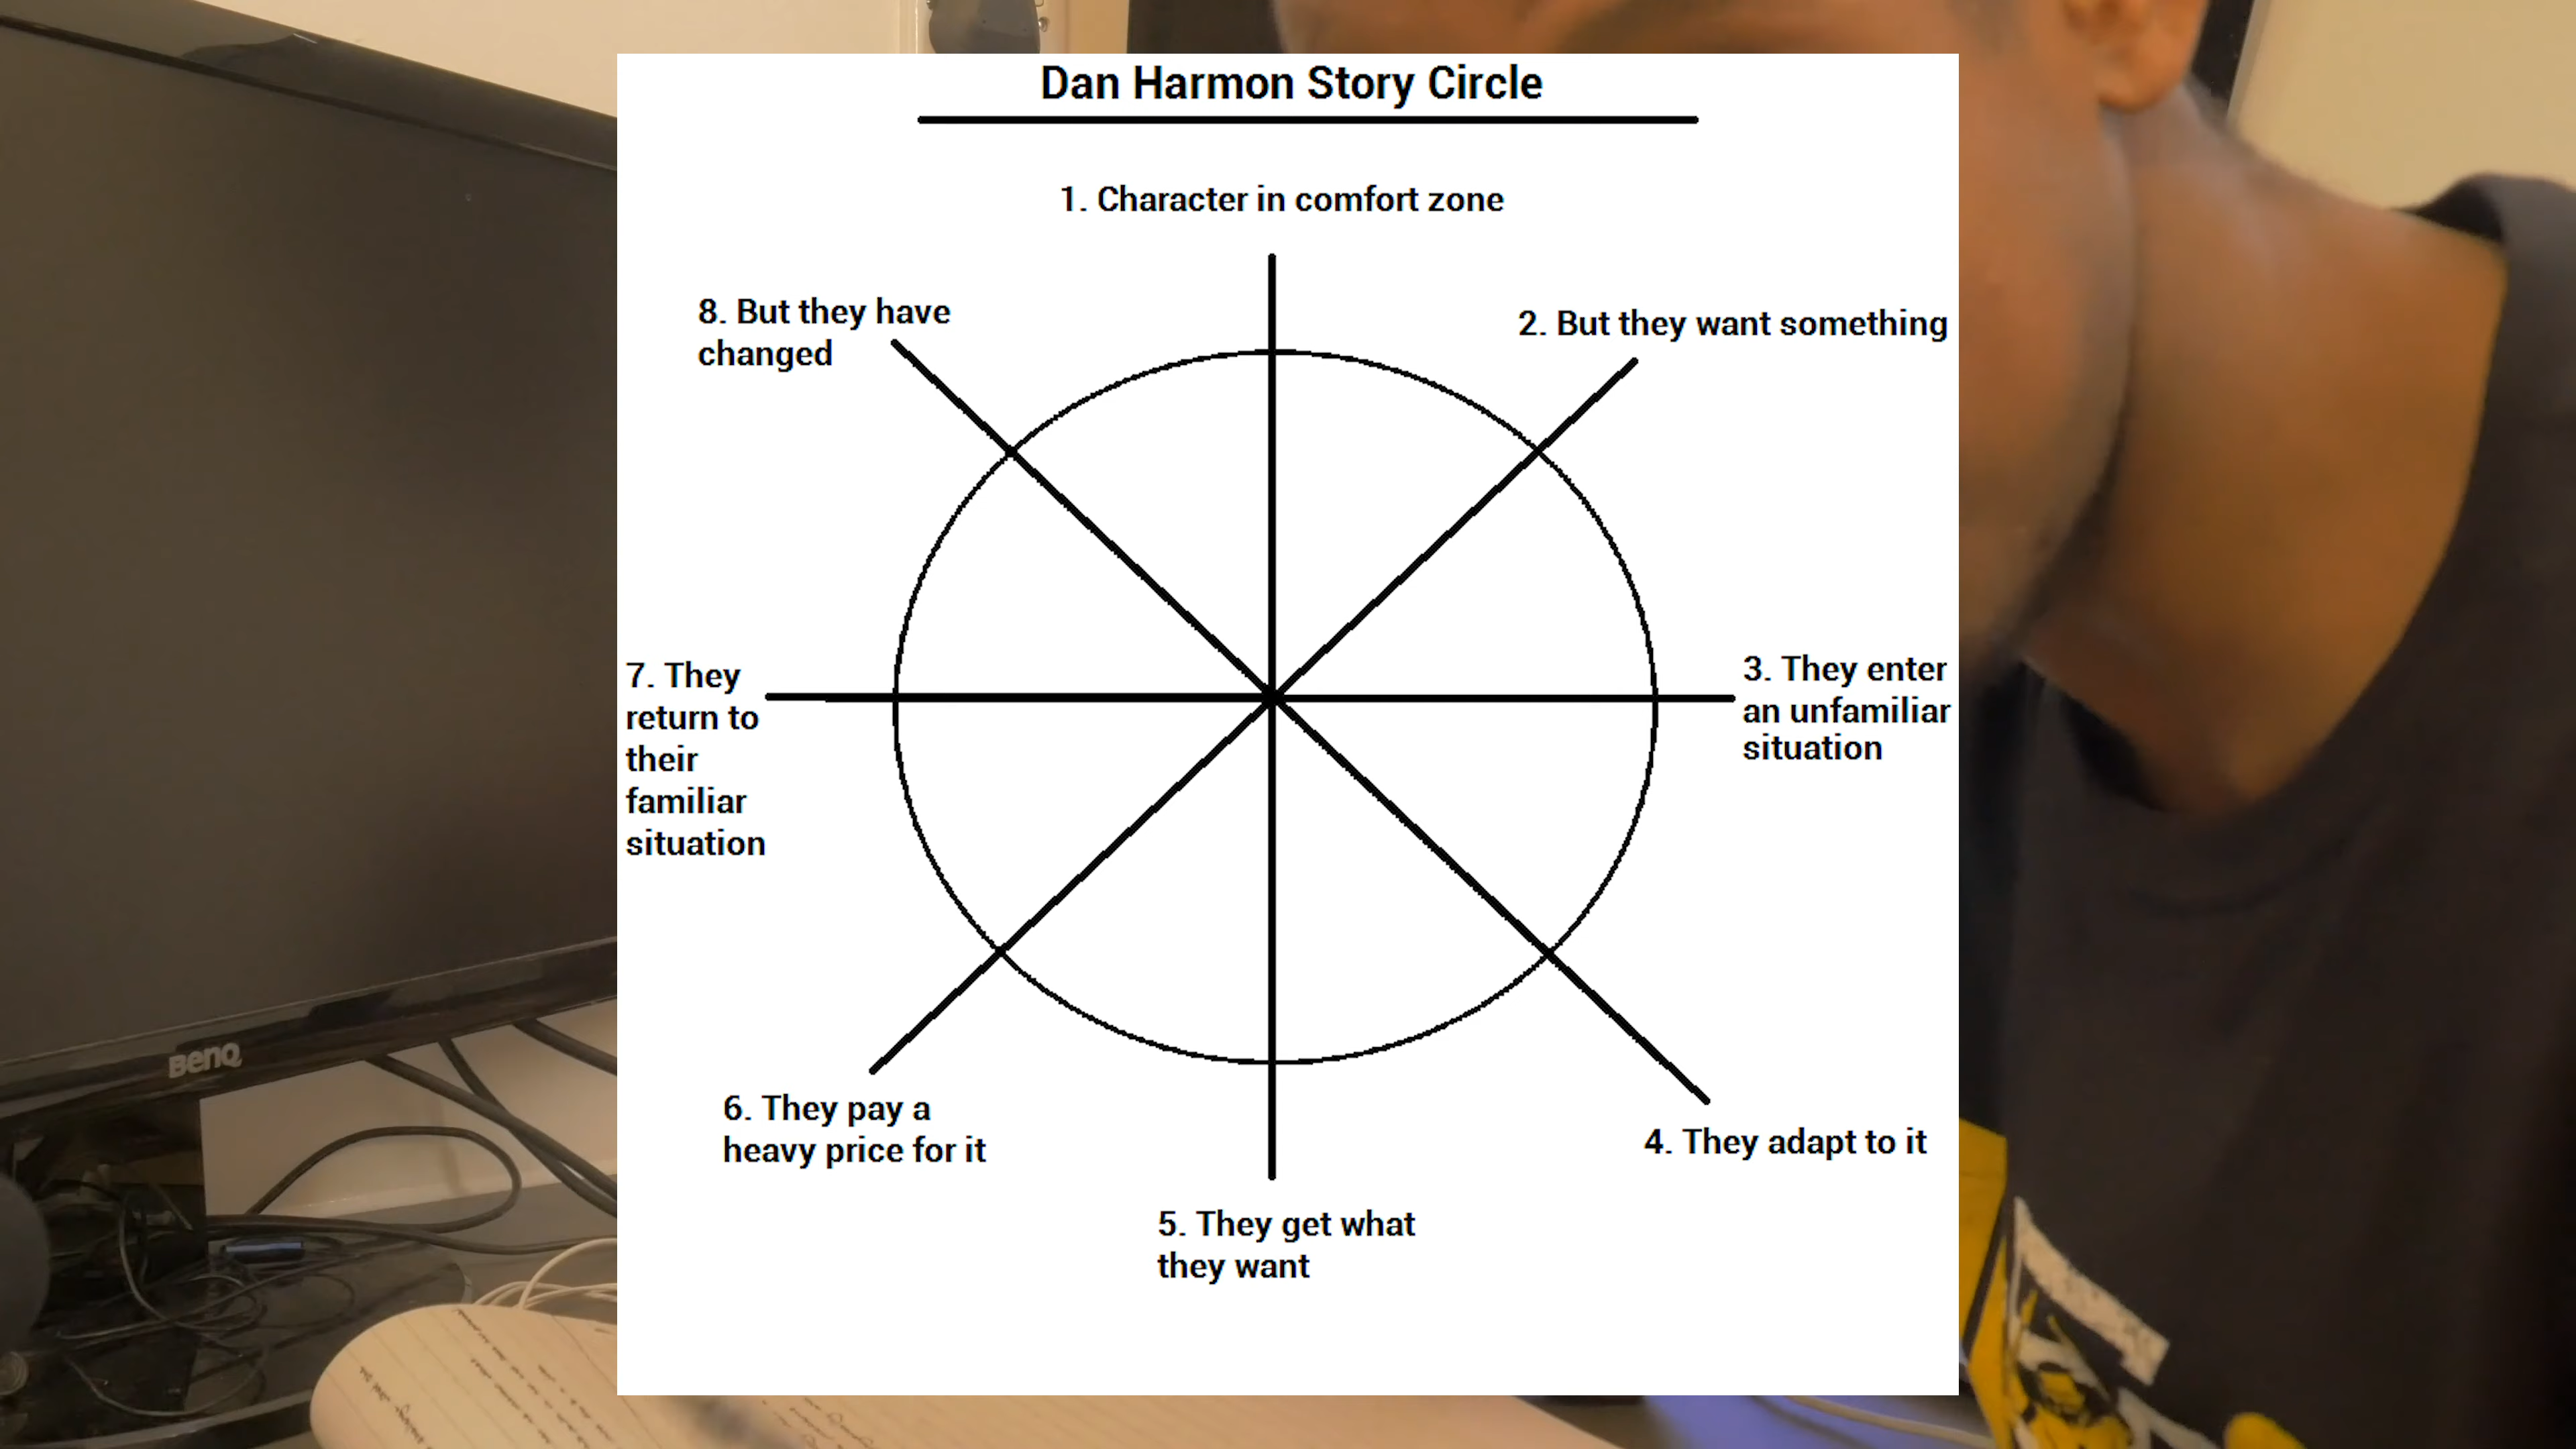 Dan Harmon Story Circle
1. Character in comfort zone
2. But they want something
3. They enter
an unfamiliar
situation
4. They adapt to it
5. They get what
they want
6. They pay a
heavy price for it
7. They
return to
their
familiar
situation
8. But they have
changed
BenQ